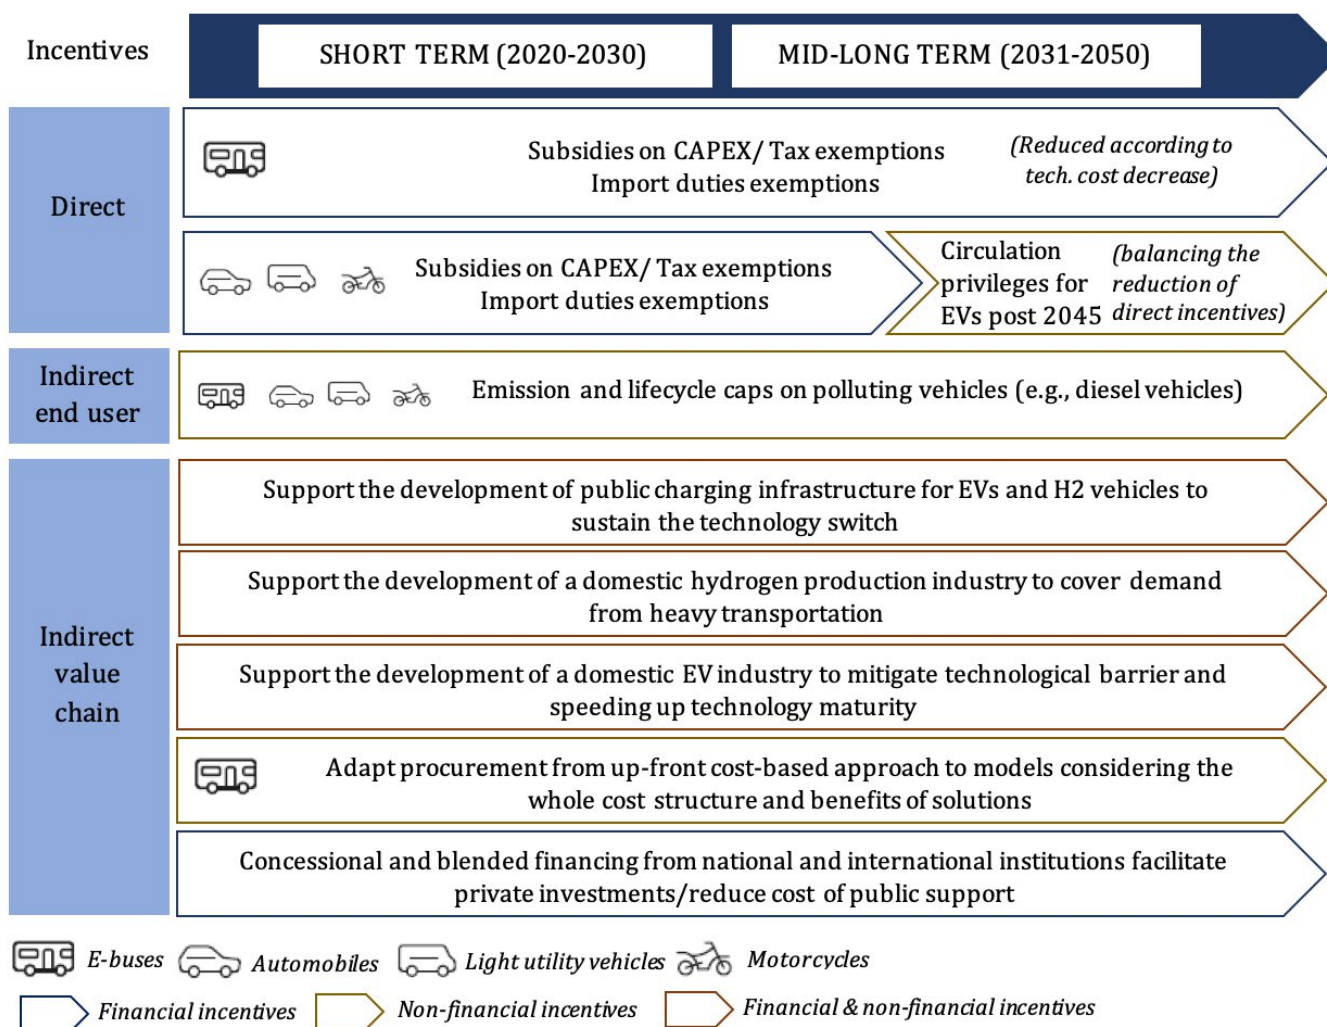 Incentives
SHORT TERM (2020-2030)
MID-LONG TERM (2031-2050)
Direct
Subsidies on CAPEX/ Tax exemptions
Import duties exemptions
(Reduced according to
tech. cost decrease)
Subsidies on CAPEX/ Tax exemptions
Import duties exemptions
Circulation
privileges for
EVs post 2045
(balancing the
reduction of
direct incentives)
Indirect
end user
Emission and lifecycle caps on polluting vehicles (e.g., diesel vehicles)
Indirect
value
chain
Support the development of public charging infrastructure for EVs and H2 vehicles to
sustain the technology switch
Support the development of a domestic hydrogen production industry to cover demand
from heavy transportation
Support the development of a domestic EV industry to mitigate technological barrier and
speeding up technology maturity
Adapt procurement from up-front cost-based approach to models considering the
whole cost structure and benefits of solutions
Concessional and blended financing from national and international institutions facilitate
private investments/reduce cost of public support
E-buses
Automobiles
Light utility vehicles
Motorcycles
Financial incentives
Non-financial incentives
Financial & non-financial incentives